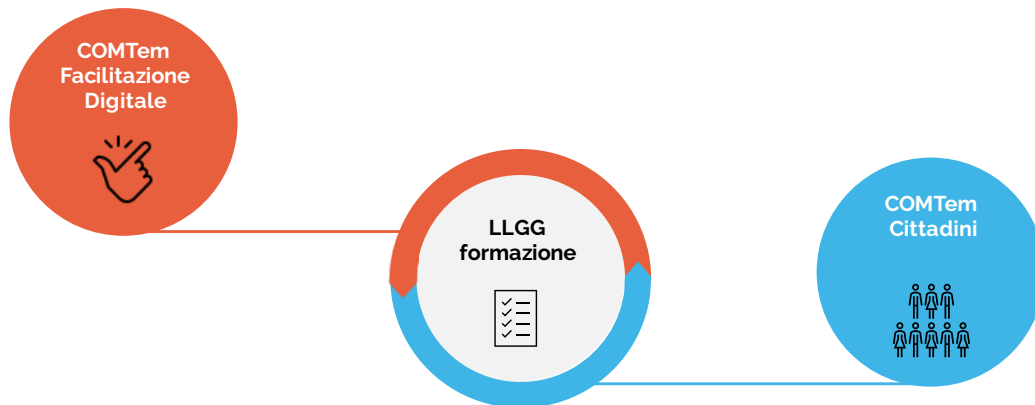 COMTem
Facilitazione
Digitale
LLGG
formazione
COMTem
Cittadini